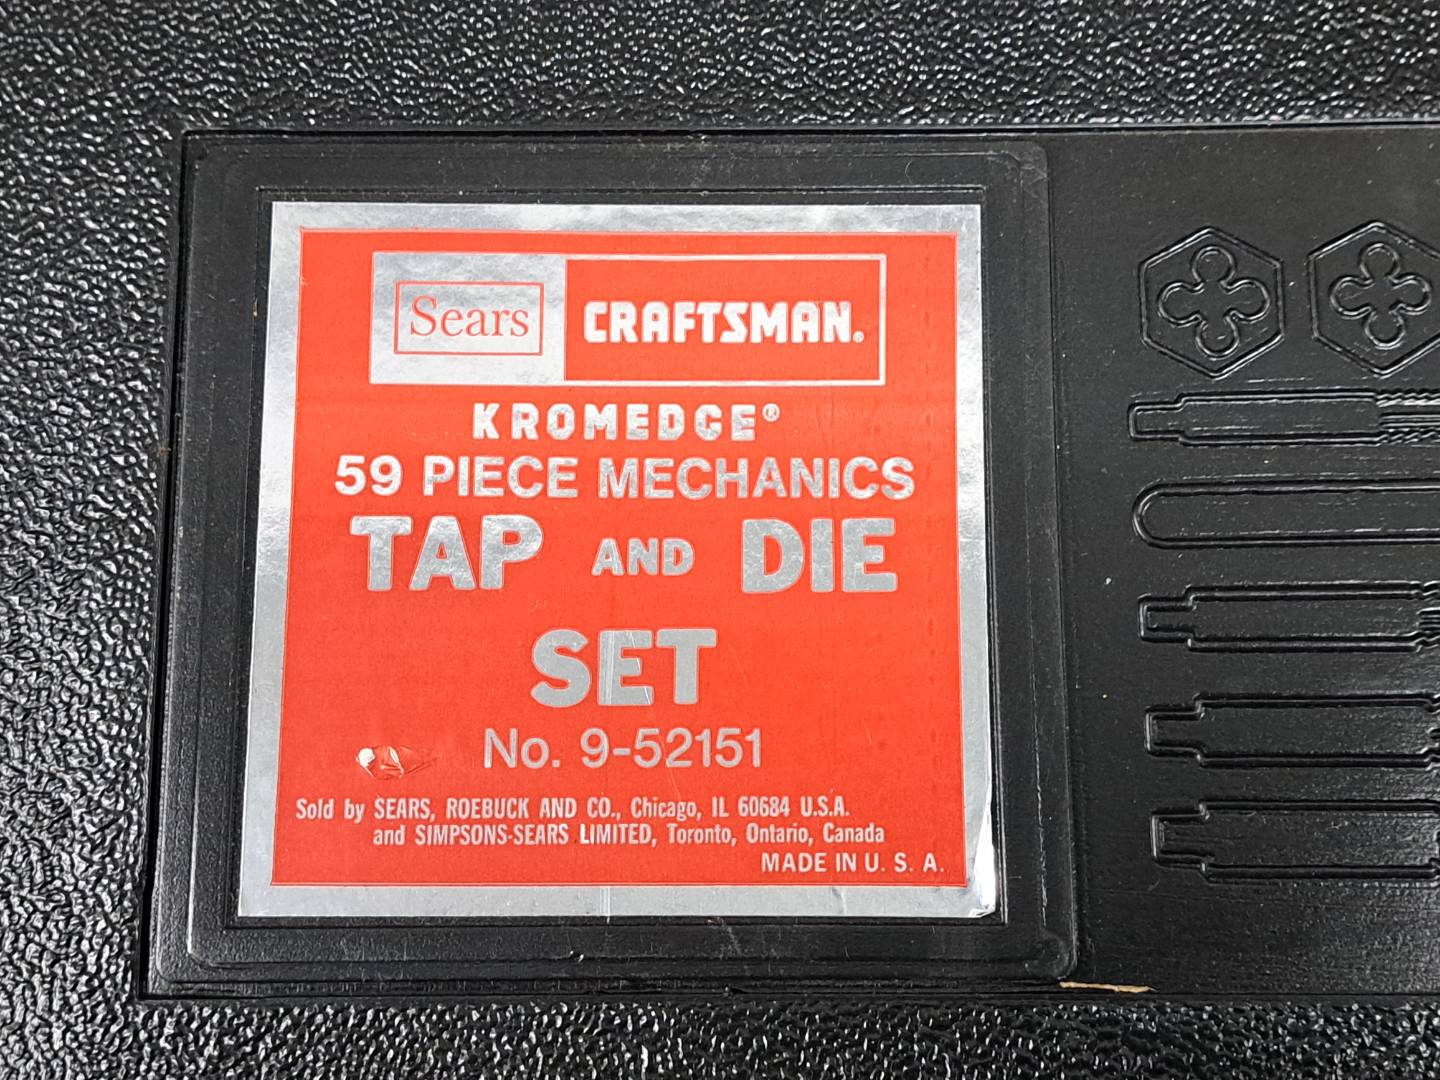 Sears CRAFTSMAN®
KROMEDGE®
59 PIECE MECHANICS
TAP AND DIE
SET
No. 9-52151
Sold by SEARS, ROEBUCK AND CO., Chicago, IL 60684 U.S.A.
and SIMPSONS-SEARS LIMITED, Toronto, Ontario, Canada
MADE IN U. S. A.